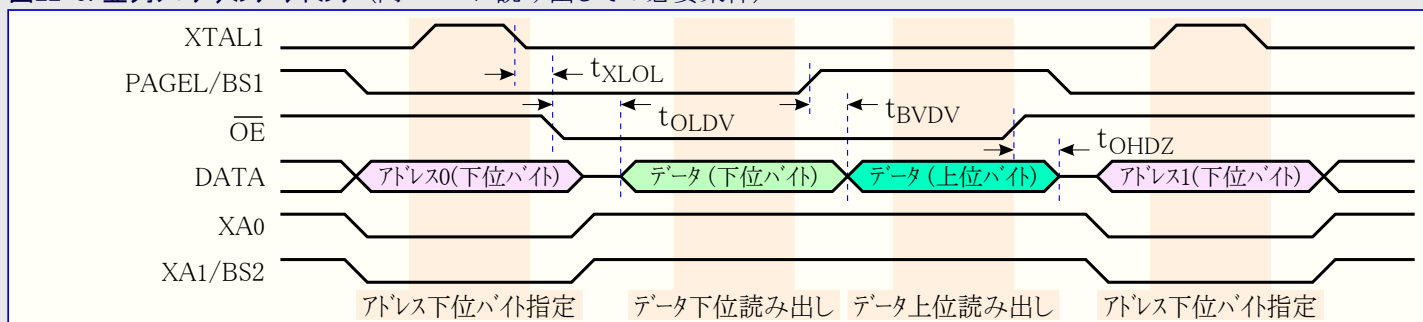 XTAL1
PAGEL/BS1
tXLOL
OE
tOLDV
tBVDV
tOHDZ
DATA
アドレス0(下位バイト)
データ (下位バイト)
データ (上位バイト)
アドレス1(下位バイト)
XA0
XA1/BS2
アドレス下位バイト指定
データ下位読み出し
データ上位読み出し
アドレス下位バイト指定